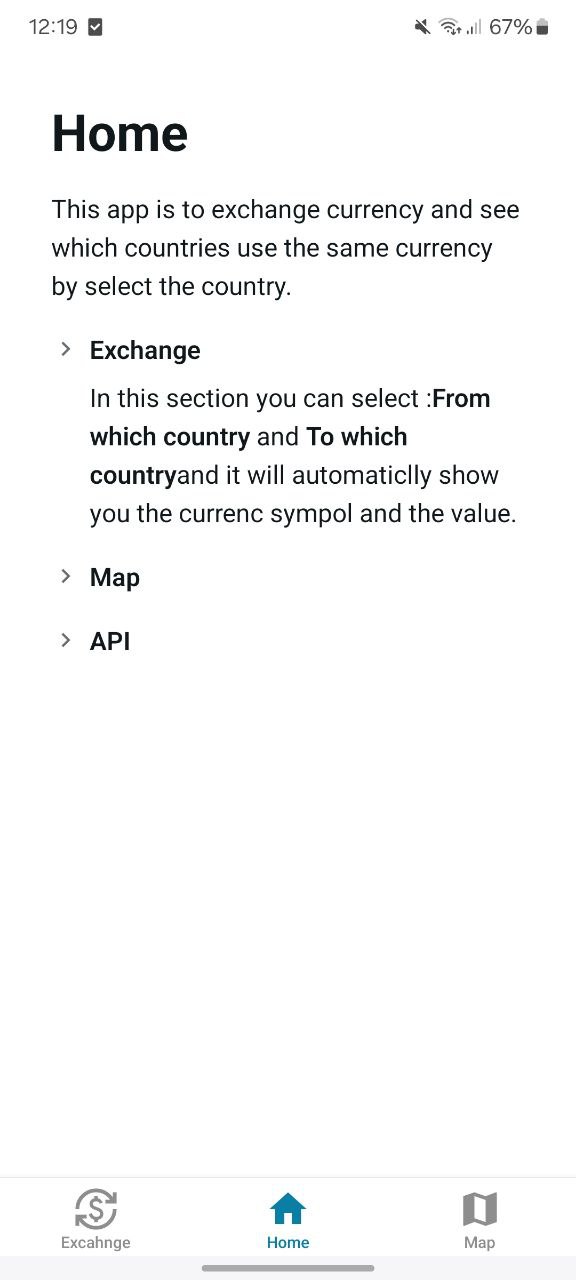 12:19
67%
Home
This app is to exchange currency and see
which countries use the same currency
by select the country.
Exchange
In this section you can select :From
which country and To which
countryand it will automaticlly show
you the currenc sympol and the value.
Map
API
Excahnge
Home
Map